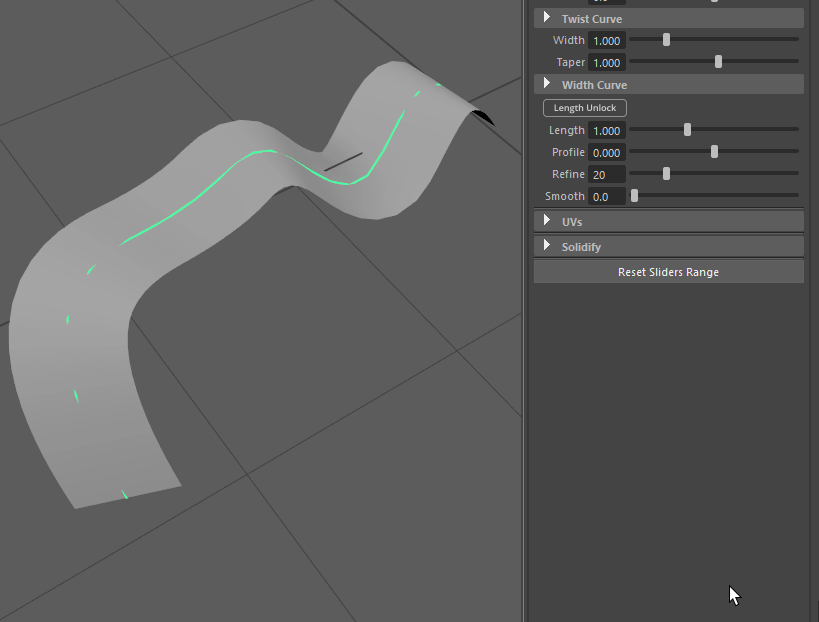 Twist Curve
Width 1.000
Taper 1.000
Width Curve
Length Unlock
Length 1.000
Profile 0.000
Refine 20
Smooth 0.0
UVs
Solidify
Reset Sliders Range